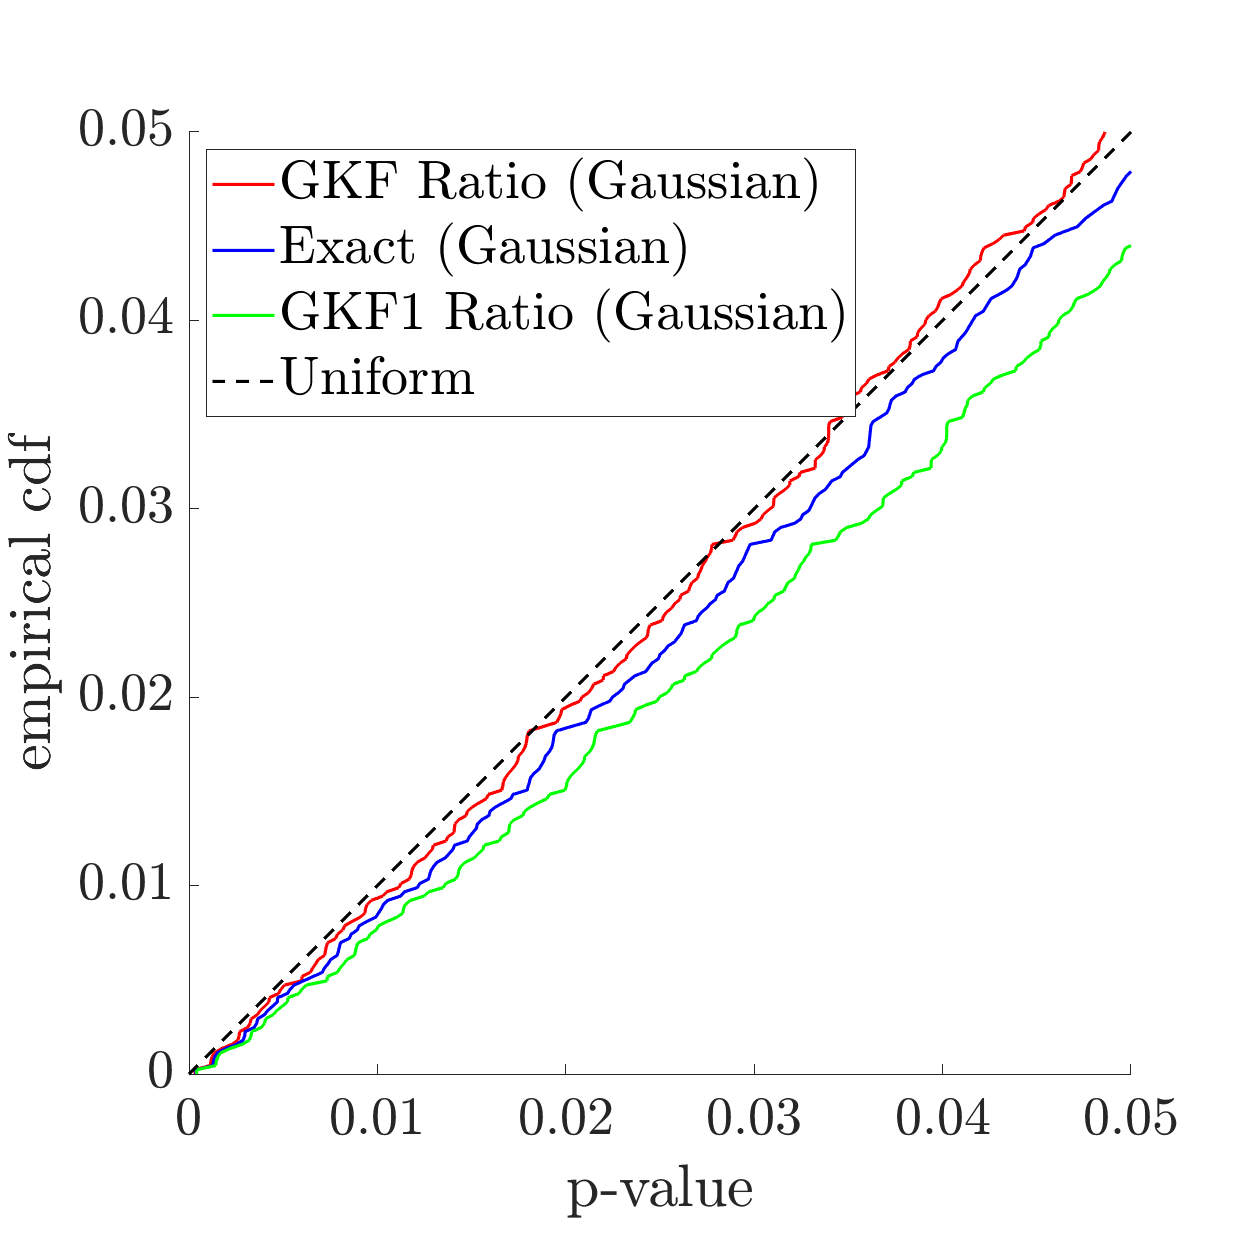 0.05
GKF Ratio (Gaussian)
Exact (Gaussian)
GKF1 Ratio (Gaussian)
Uniform
0.04
0.03
0.02
0.01
0
empirical cdf
0
0.01
0.02
0.03
0.04
0.05
p-value